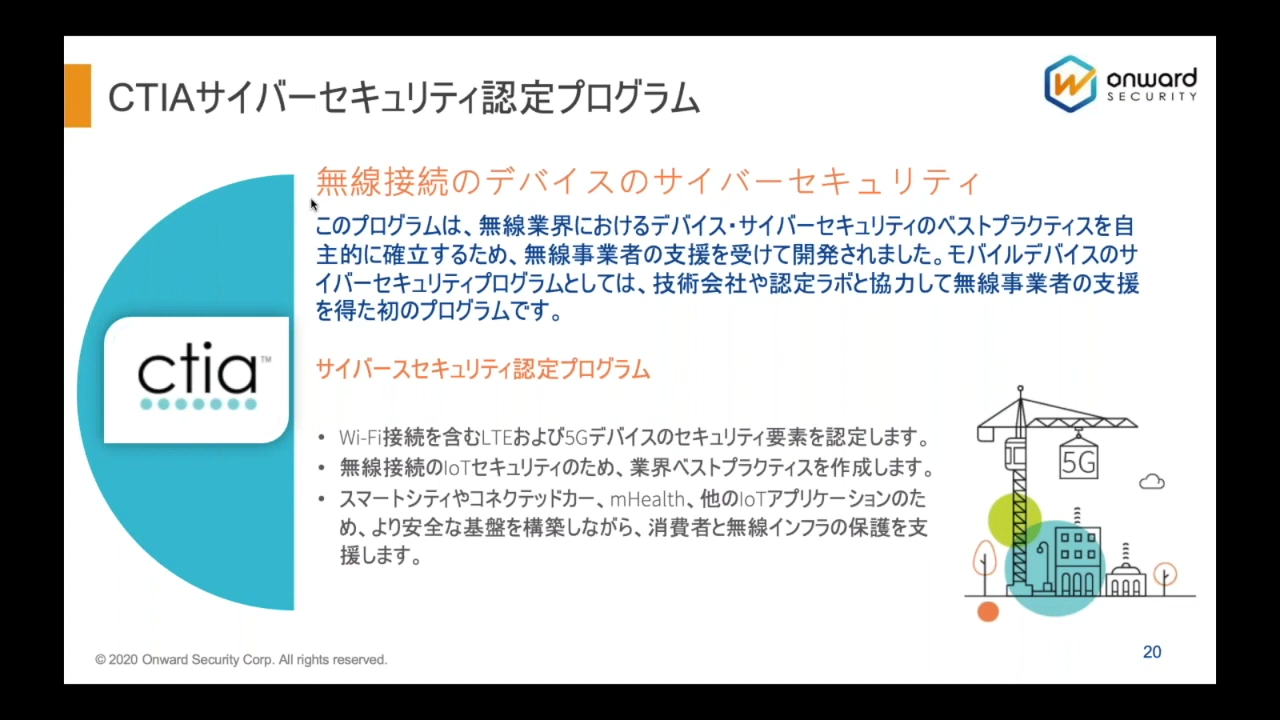 CTIAサイバーセキュリティ認定プログラム
onward
SECURITY
無線接続のデバイスのサイバーセキュリティ
このプログラムは、無線業界におけるデバイス・サイバーセキュリティのベストプラクティスを自
主的に確立するため、無線事業者の支援を受けて開発されました。モバイルデバイスのサ
イバーセキュリティプログラムとしては、技術会社や認定ラボと協力して無線事業者の支援
を得た初のプログラムです。
ctia™
サイバースセキュリティ認定プログラム
• Wi-Fi接続を含むLTEおよび5Gデバイスのセキュリティ要素を認定します。
• 無線接続のIoTセキュリティのため、業界ベストプラクティスを作成します。
• スマートシティやコネクテッドカー、mHealth、他のIoTアプリケーションのた
め、より安全な基盤を構築しながら、消費者と無線インフラの保護を支
援します。
5G
© 2020 Onward Security Corp. All rights reserved.
20